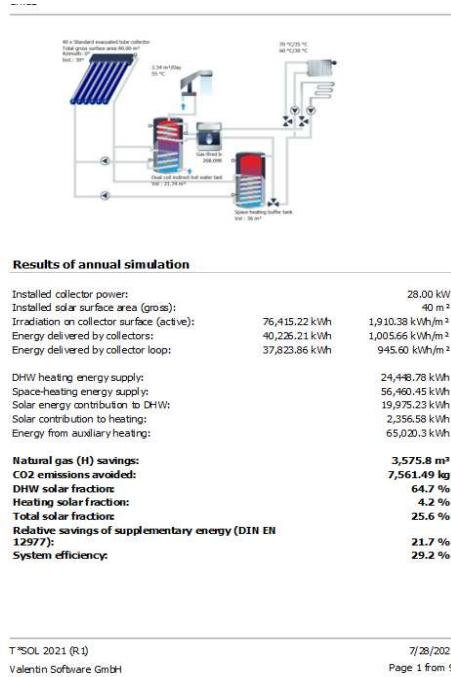 40 x Standard evacuated tube collector
Total gross surface area 40.00 m²
Azimuth: 0°
Incl.: 30°
1.34 m³/Day
55 °C
70 °C/35 °C
60 °C/30 °C
Gas-fired b
Dual coil indirect hot water tank
Vol : 21.74 m³
Space heating buffer tank
Vol : 36 m³
Results of annual simulation
Installed collector power: 28.00 kW
Installed solar surface area (gross): 40 m²
Irradiation on collector surface (active): 76,415.22 kWh 1,910.38 kWh/m²
Energy delivered by collectors: 40,226.21 kWh 1,005.66 kWh/m²
Energy delivered by collector loop: 37,823.86 kWh 945.60 kWh/m²
DHW heating energy supply: 24,448.78 kWh
Space-heating energy supply: 56,460.45 kWh
Solar energy contribution to DHW: 19,975.23 kWh
Solar contribution to heating: 2,356.58 kWh
Energy from auxiliary heating: 65,020.3 kWh
Natural gas (H) savings: 3,575.8 m³
CO2 emissions avoided: 7,561.49 kg
DHW solar fraction: 64.7 %
Heating solar fraction: 4.2 %
Total solar fraction: 25.6 %
Relative savings of supplementary energy (DIN EN
12977): 21.7 %
System efficiency: 29.2 %
T*SOL 2021 (R1) 7/28/202
Valentin Software GmbH Page 1 from 9